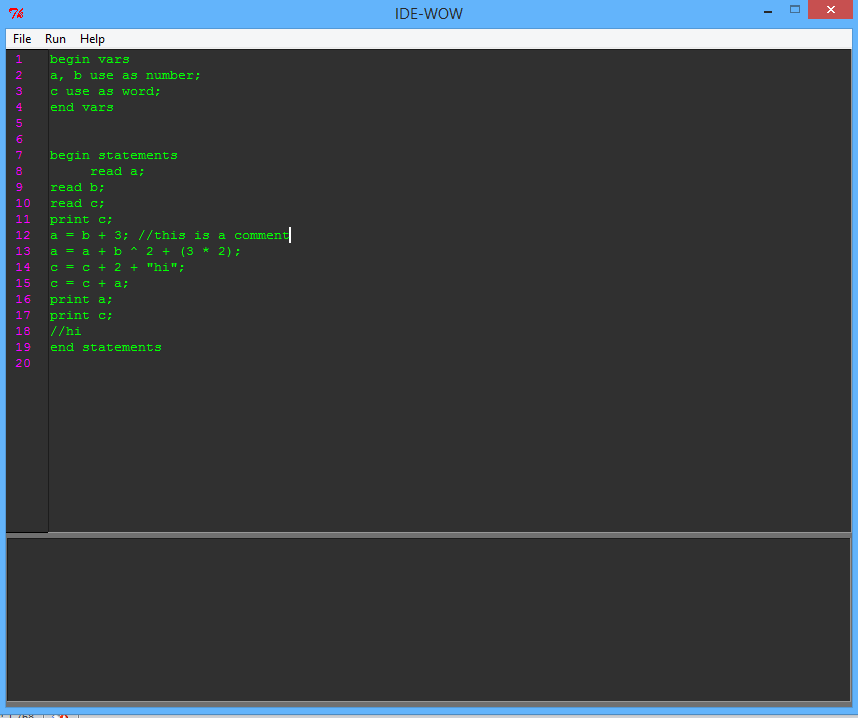 IDE-WOW
File Run Help
1 begin vars
2 a, b use as number;
3 c use as word;
4 end vars
5
6
7 begin statements
8 read a;
9 read b;
10 read c;
11 print c;
12 a = b + 3; //this is a comment
13 a = a + b ^ 2 + (3 * 2);
14 c = c + 2 + "hi";
15 c = c + a;
16 print a;
17 print c;
18 //hi
19 end statements
20